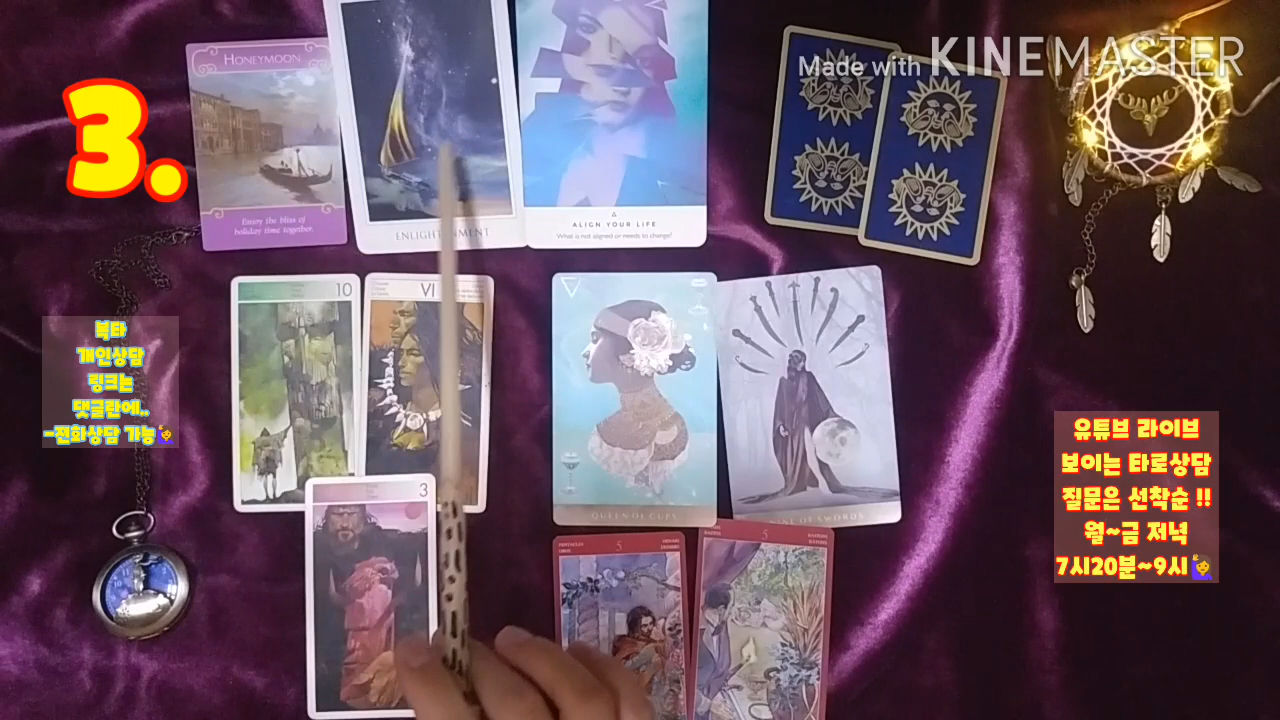 Made with KINEMASTER
3.
HONEYMOON
Enjoy the bliss of
holiday time together.
ALIGN YOUR LIFE
What is not aligned or needs to change?
10
VI
3
QUEEN OF CUPS
NINE OF SWORDS
5
5
복타
개인상담
링크는
댓글란에..
-전화상담 가능
유튜브 라이브
보이는 타로상담
질문은 선착순 !!
월~금 저녁
7시20분~9시